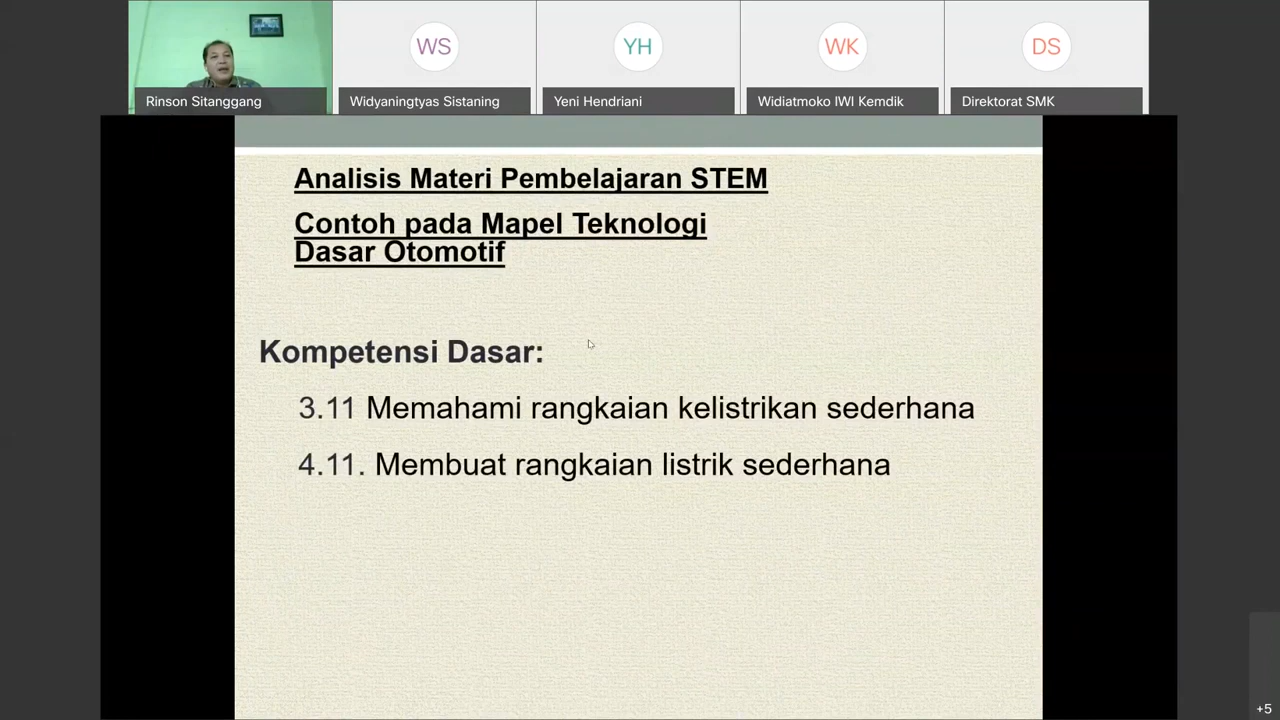 WS
YH
WK
DS
Rinson Sitanggang
Widyaningtyas Sistaning
Yeni Hendriani
Widiatmoko IWI Kemdik
Direktorat SMK
Analisis Materi Pembelajaran STEM
Contoh pada Mapel Teknologi
Dasar Otomotif
Kompetensi Dasar:
3.11 Memahami rangkaian kelistrikan sederhana
4.11. Membuat rangkaian listrik sederhana
+5